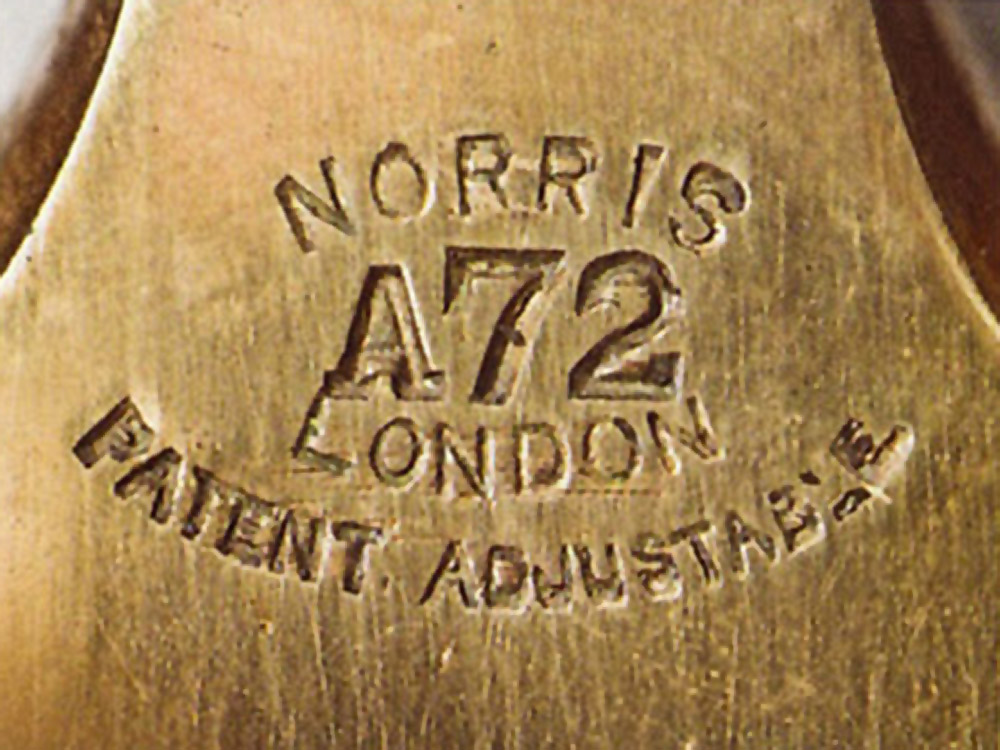 NORRIS
A72
LONDON
PATENT. ADJUSTABLE